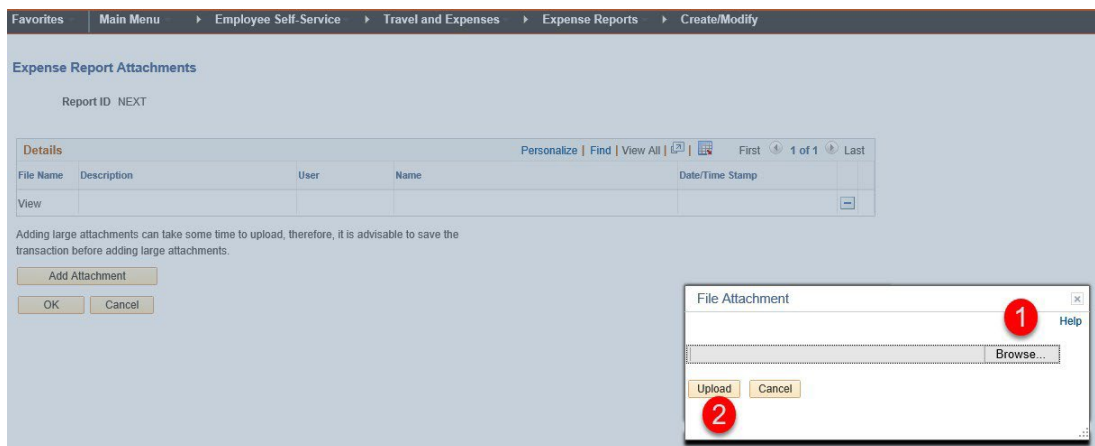 Favorites Main Menu Employee Self-Service Travel and Expenses Expense Reports Create/Modify
Expense Report Attachments
Report ID NEXT
Details Personalize | Find | View All | | First 1 of 1 Last
File Name Description User Name Date/Time Stamp
View
Adding large attachments can take some time to upload, therefore, it is advisable to save the
transaction before adding large attachments.
Add Attachment
OK Cancel
File Attachment
1
Help
Browse...
Upload Cancel
2